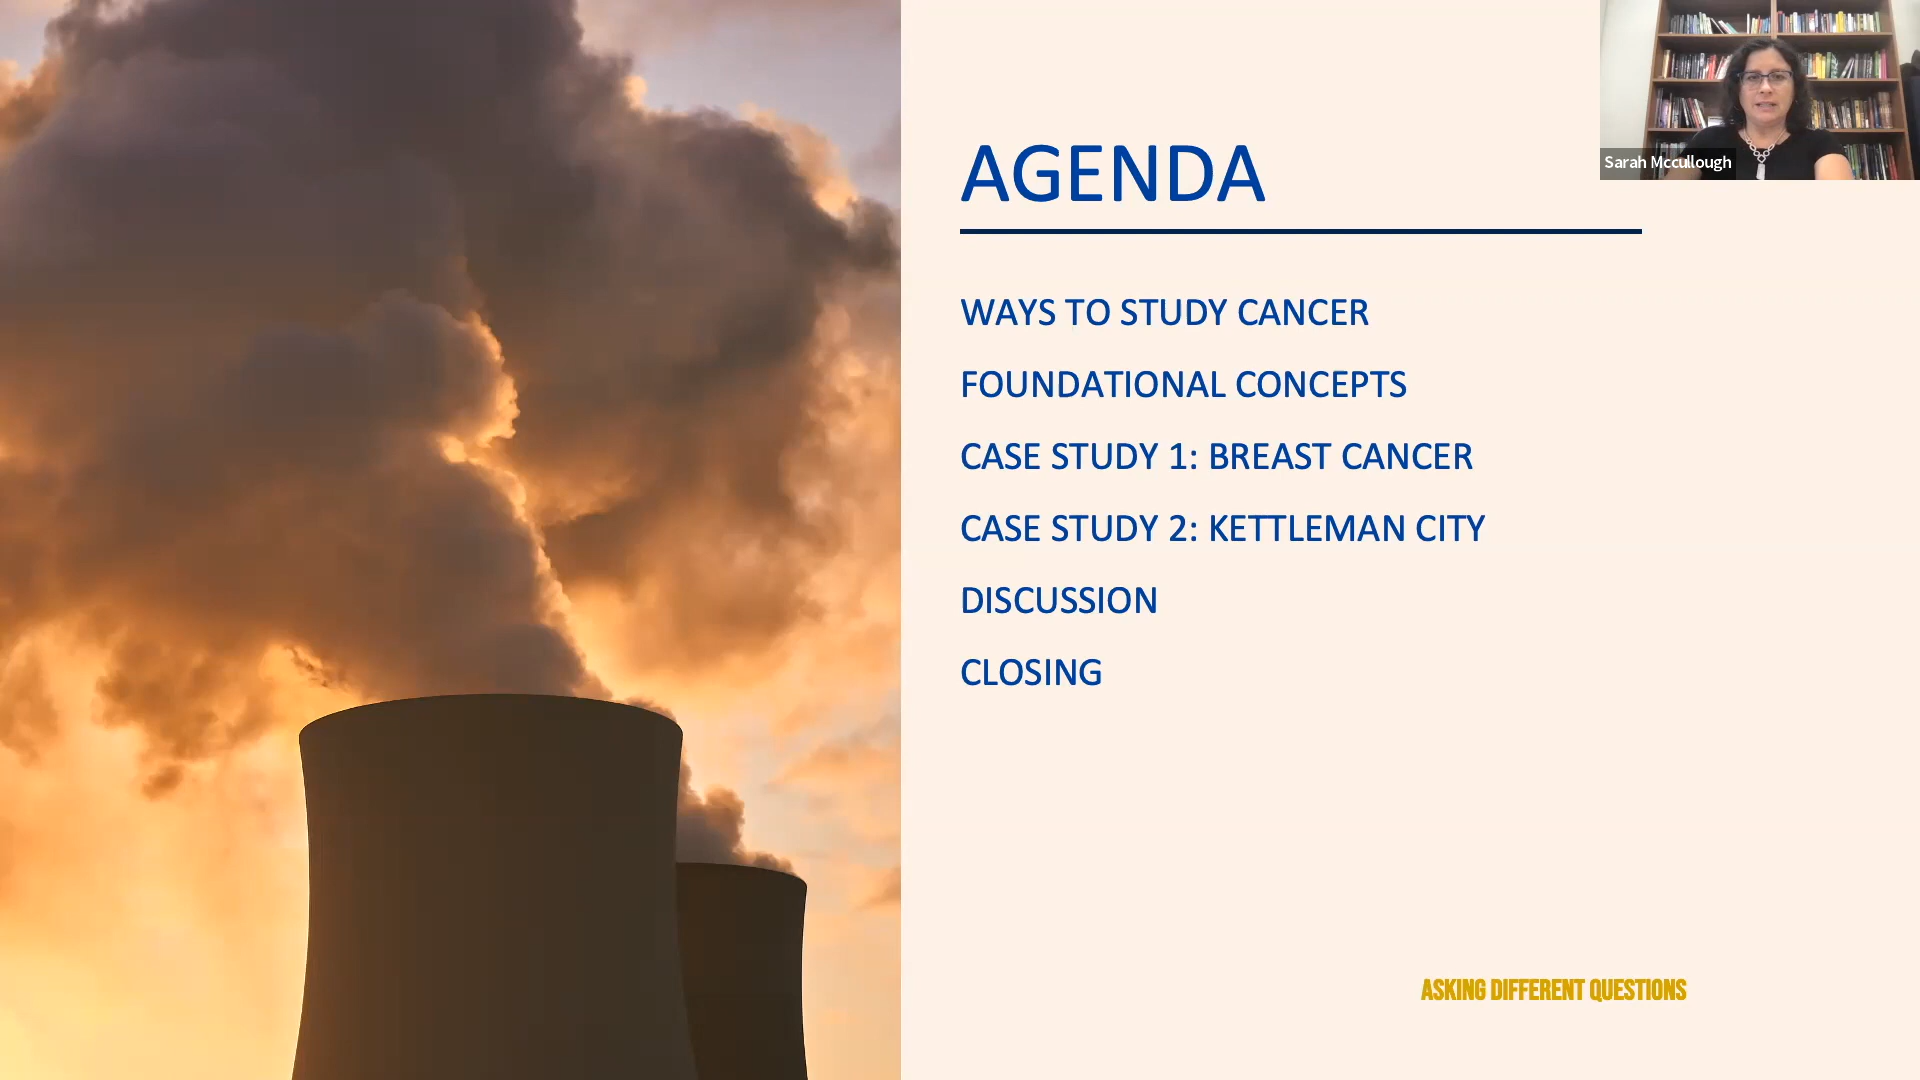 AGENDA
Sarah Mccullough
WAYS TO STUDY CANCER
FOUNDATIONAL CONCEPTS
CASE STUDY 1: BREAST CANCER
CASE STUDY 2: KETTLEMAN CITY
DISCUSSION
CLOSING
ASKING DIFFERENT QUESTIONS